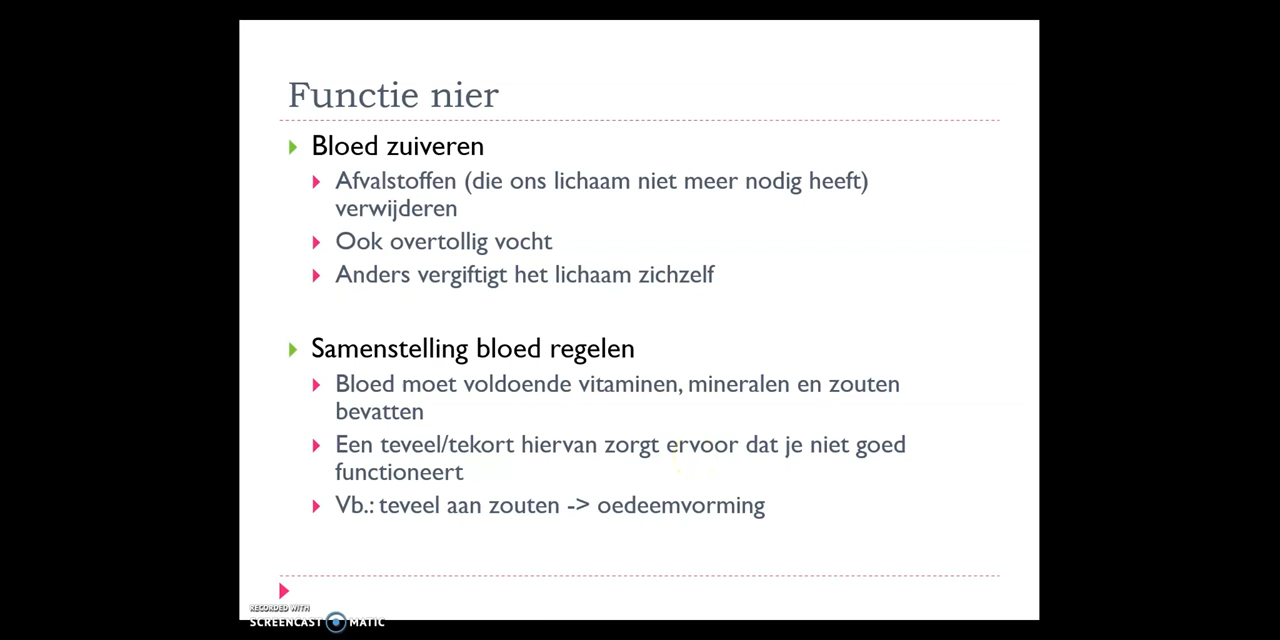 Functie nier
Bloed zuiveren
Afvalstoffen (die ons lichaam niet meer nodig heeft)
verwijderen
Ook overtollig vocht
Anders vergiftigt het lichaam zichzelf
Samenstelling bloed regelen
Bloed moet voldoende vitaminen, mineralen en zouten
bevatten
Een teveel/tekort hiervan zorgt ervoor dat je niet goed
functioneert
Vb.: teveel aan zouten -> oedeemvorming
RECORDED WITH
SCREENCAST MATIC